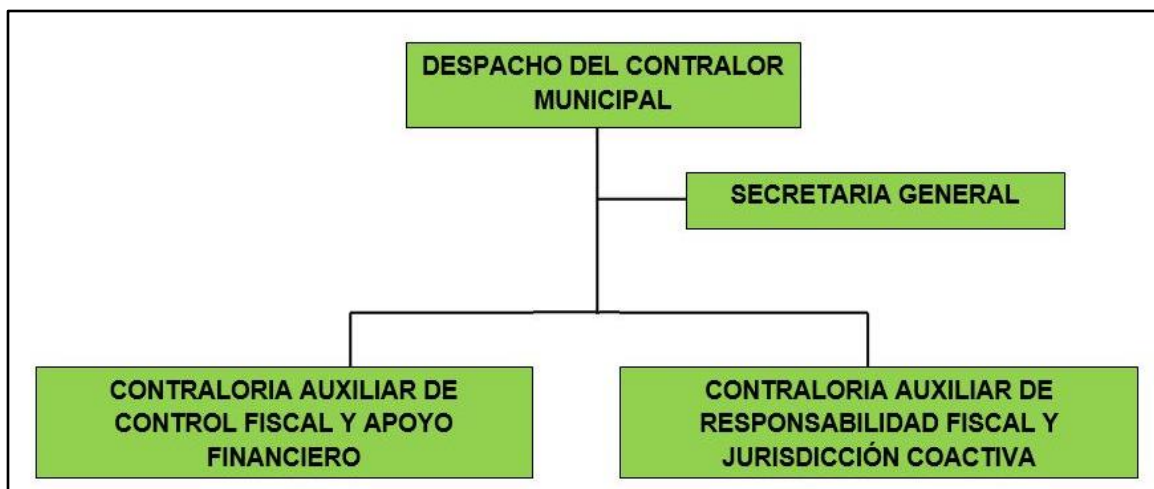 DESPACHO DEL CONTRALOR
MUNICIPAL
SECRETARIA GENERAL
CONTRALORIA AUXILIAR DE
CONTROL FISCAL Y APOYO
FINANCIERO
CONTRALORIA AUXILIAR DE
RESPONSABILIDAD FISCAL Y
JURISDICCIÓN COACTIVA